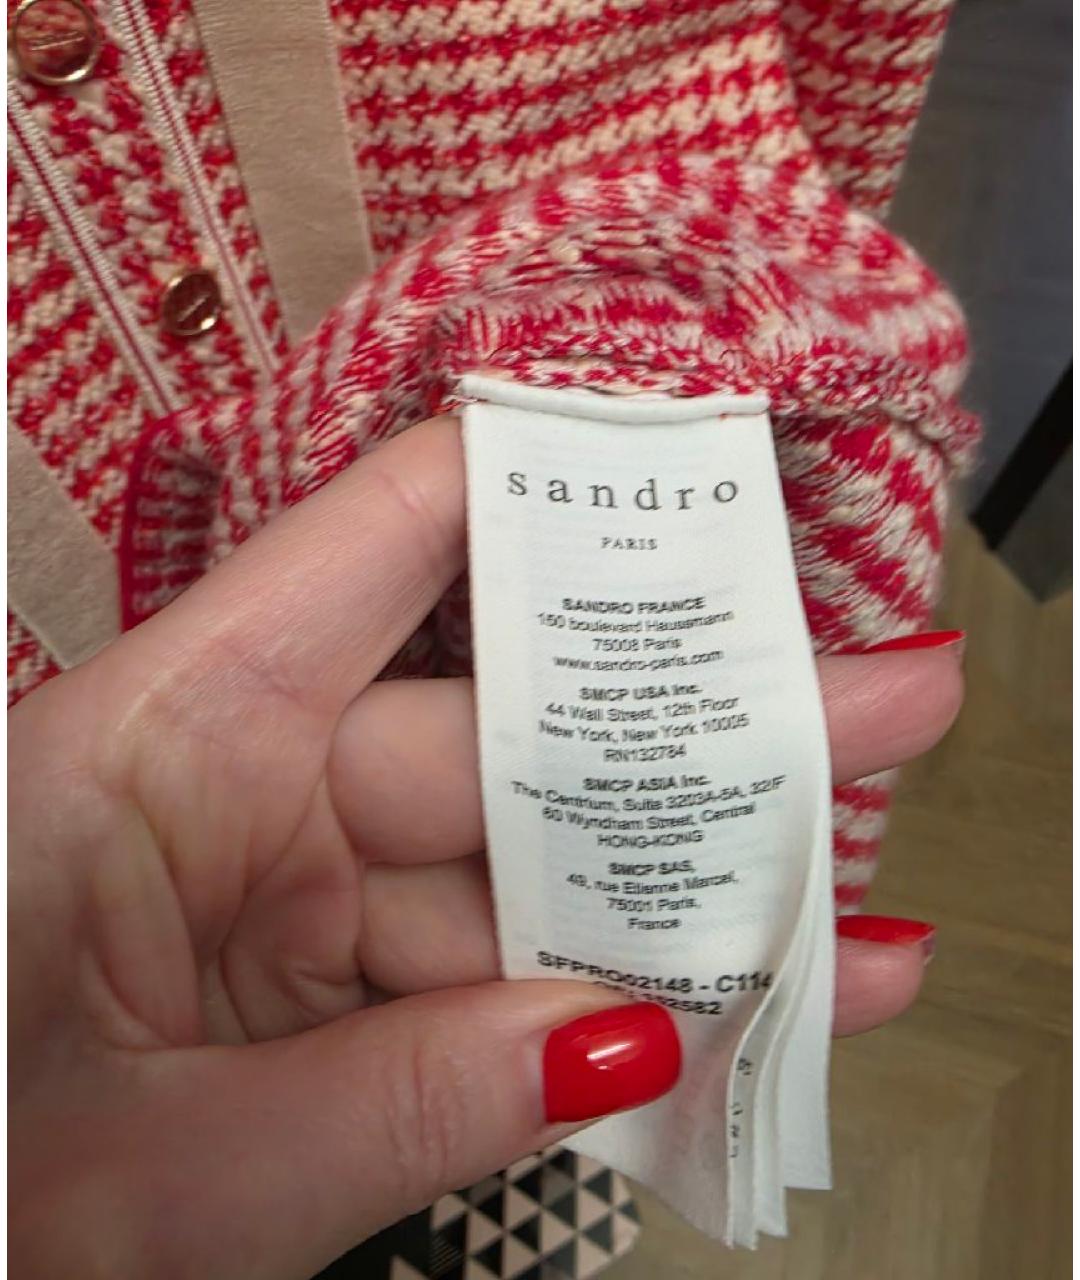 sandro
PARIS
SANDRO FRANCE
150 boulevard Haussmann
75008 Paris
www.sandro-paris.com
SMCP USA Inc.
44 Wall Street, 12th Floor
New York, New York 10005
RN132784
SMCP ASIA Inc.
The Centrium, Suite 3203A-5A, 32/F
60 Wyndham Street, Central
HONG-KONG
SMCP SAS,
49, rue Etienne Marcel,
75001 Paris,
France
SFPRO02148 - C114